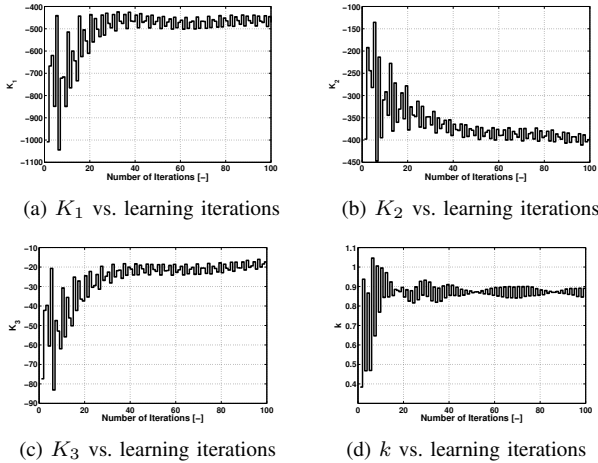 −400
−500
−600
−700
−800
−900
−1000
−1100
0 20 40 60 80 100
K1
Number of Iterations [−]
(a) K1 vs. learning iterations
−100
−150
−200
−250
−300
−350
−400
−450
0 20 40 60 80 100
K2
Number of Iterations [−]
(b) K2 vs. learning iterations
−10
−20
−30
−40
−50
−60
−70
−80
−90
0 20 40 60 80 100
K3
Number of Iterations [−]
(c) K3 vs. learning iterations
1.1
1
0.9
0.8
0.7
0.6
0.5
0.4
0 20 40 60 80 100
k
Number of Iterations [−]
(d) k vs. learning iterations